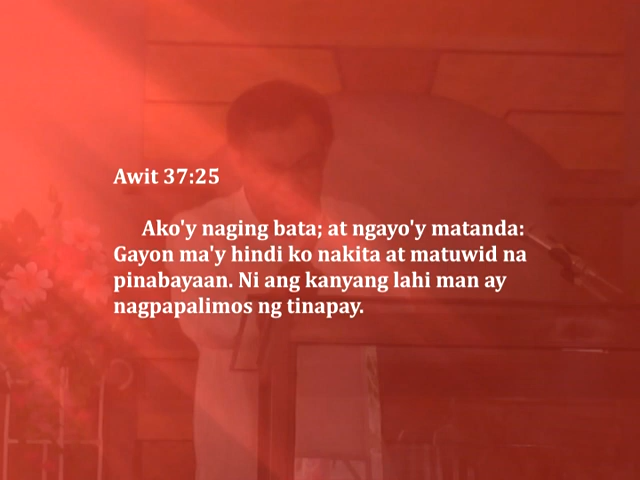 Awit 37:25
Ako'y naging bata; at ngayo'y matanda:
Gayon ma'y hindi ko nakita at matuwid na
pinabayaan. Ni ang kanyang lahi man ay
nagpapalimos ng tinapay.